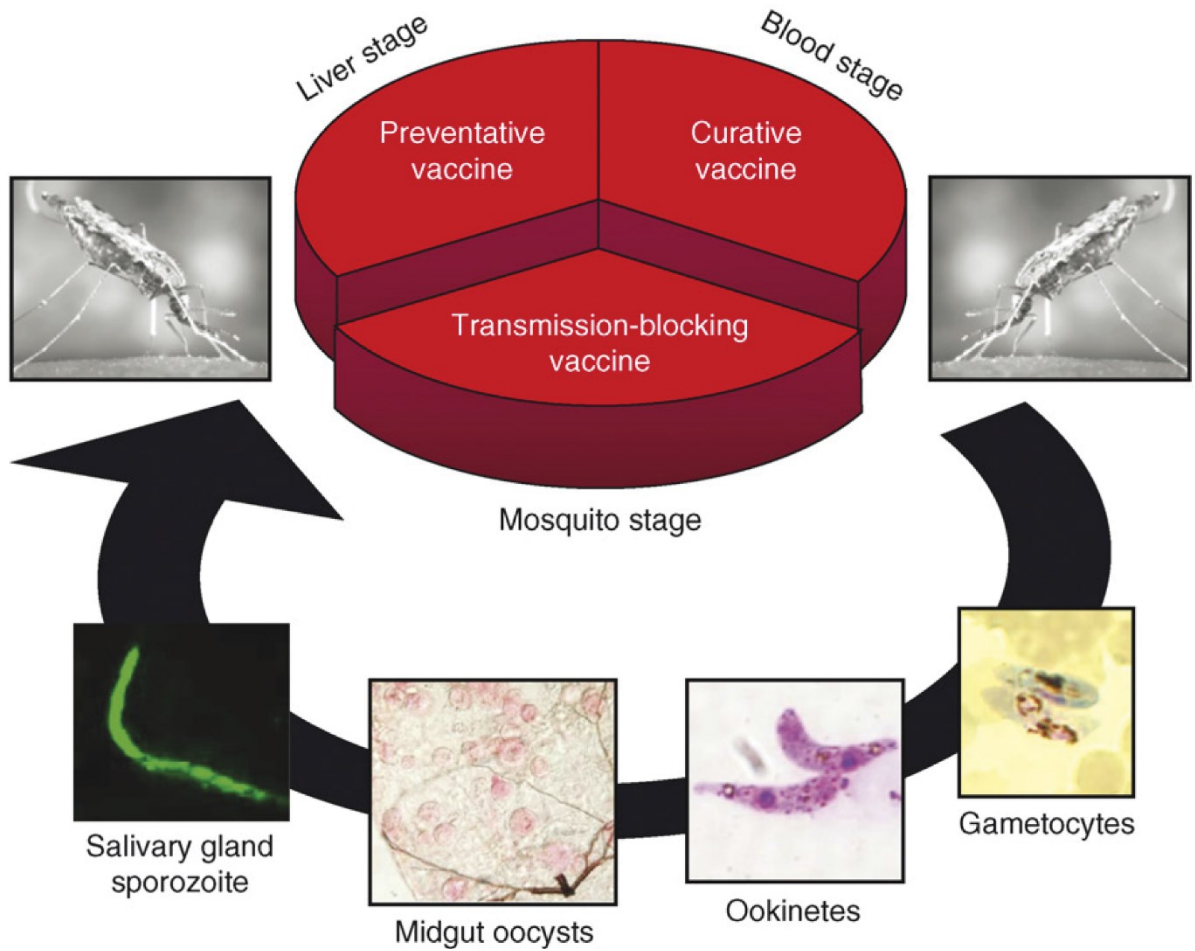 Liver stage
Blood stage
Preventative
vaccine
Curative
vaccine
Transmission-blocking
vaccine
Mosquito stage
Salivary gland
sporozoite
Midgut oocysts
Ookinetes
Gametocytes